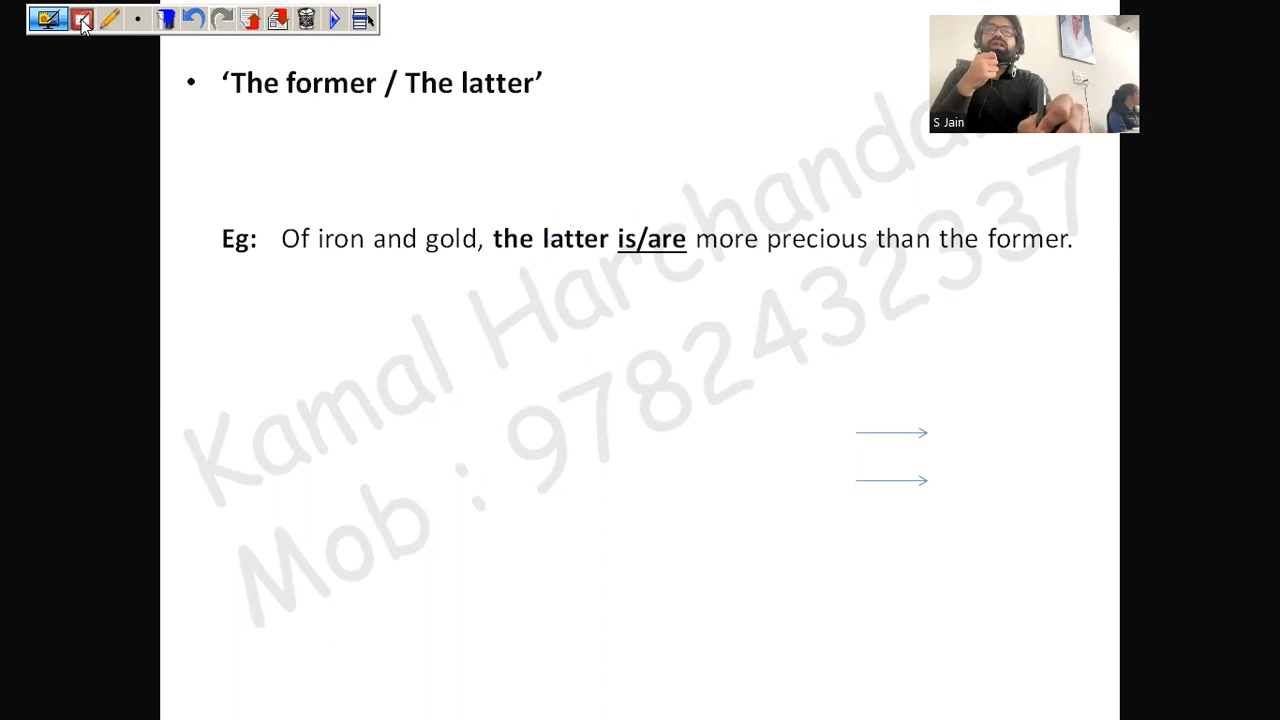 • ‘The former / The latter’
S Jain
Eg: Of iron and gold, the latter is/are more precious than the former.
Kamal Harchandani
Mob : 9782432337